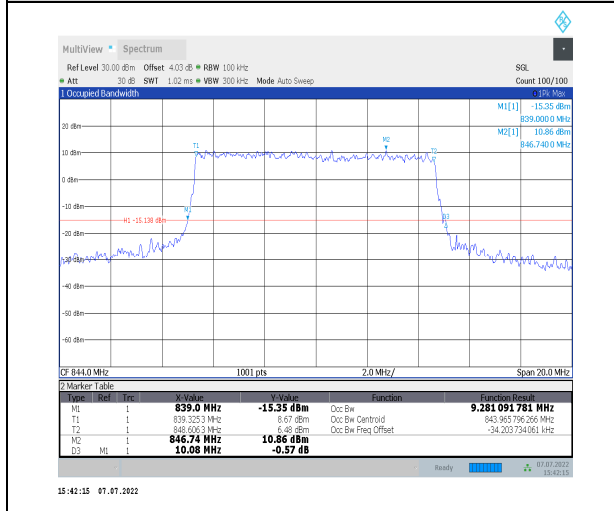 MultiView Spectrum
Ref Level 30.00 dBm Offset 4.03 dB RBW 100 kHz SGL
Att 30 dB SWT 1.02 ms VBW 300 kHz Mode Auto Sweep Count 100/100
1 Occupied Bandwidth 1Pk Max
M1[1] -15.35 dBm
839.0000 MHz
M2[1] 10.86 dBm
846.7400 MHz
20 dBm
M2
T1
T2
10 dBm
0 dBm
-10 dBm
M1
D3
H1 -15.138 dBm
-20 dBm
-30 dBm
-40 dBm
-50 dBm
-60 dBm
CF 844.0 MHz 1001 pts 2.0 MHz/ Span 20.0 MHz
2 Marker Table
Type Ref Trc X-Value Y-Value Function Function Result
M1 1 839.0 MHz -15.35 dBm Occ Bw 9.281 091 781 MHz
T1 1 839.325 3 MHz 8.67 dBm Occ Bw Centroid 843.965 796 266 MHz
T2 1 848.606 3 MHz 6.48 dBm Occ Bw Freq Offset -34.203 734 061 kHz
M2 1 846.74 MHz 10.86 dBm
D3 M1 1 10.08 MHz -0.57 dB
Ready 07.07.2022
15:42:15
15:42:15 07.07.2022